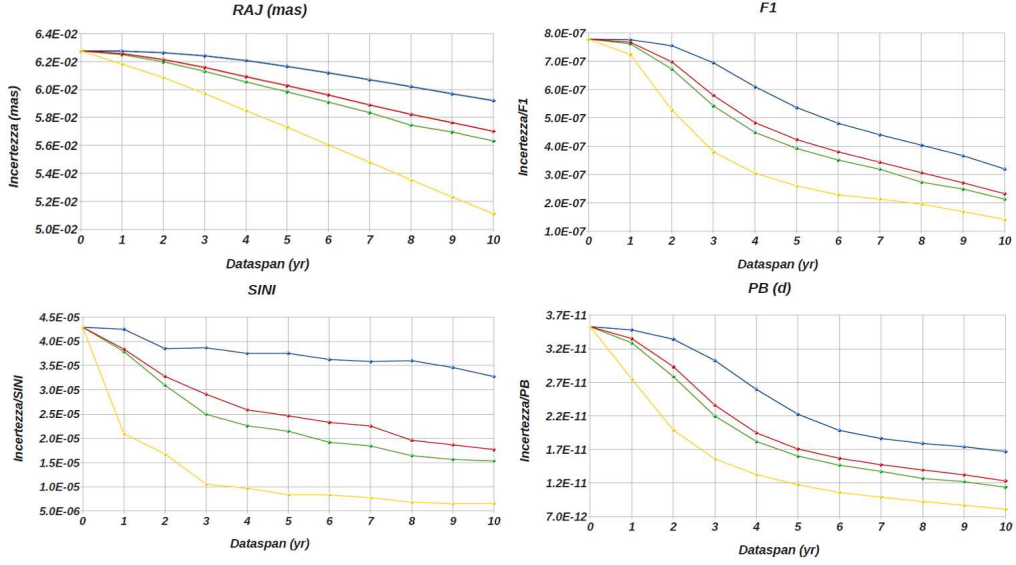 RAJ (mas)
Incertezza (mas)
6.4E-02
6.2E-02
6.0E-02
5.8E-02
5.6E-02
5.4E-02
5.2E-02
5.0E-02
0 1 2 3 4 5 6 7 8 9 10
Dataspan (yr)
F1
Incertezza/F1
8.0E-07
7.0E-07
6.0E-07
5.0E-07
4.0E-07
3.0E-07
2.0E-07
1.0E-07
0 1 2 3 4 5 6 7 8 9 10
Dataspan (yr)
SINI
Incertezza/SINI
4.5E-05
4.0E-05
3.5E-05
3.0E-05
2.5E-05
2.0E-05
1.5E-05
1.0E-05
5.0E-06
0 1 2 3 4 5 6 7 8 9 10
Dataspan (yr)
PB (d)
Incertezza/PB
3.7E-11
3.2E-11
2.7E-11
2.2E-11
1.7E-11
1.2E-11
7.0E-12
0 1 2 3 4 5 6 7 8 9 10
Dataspan (yr)